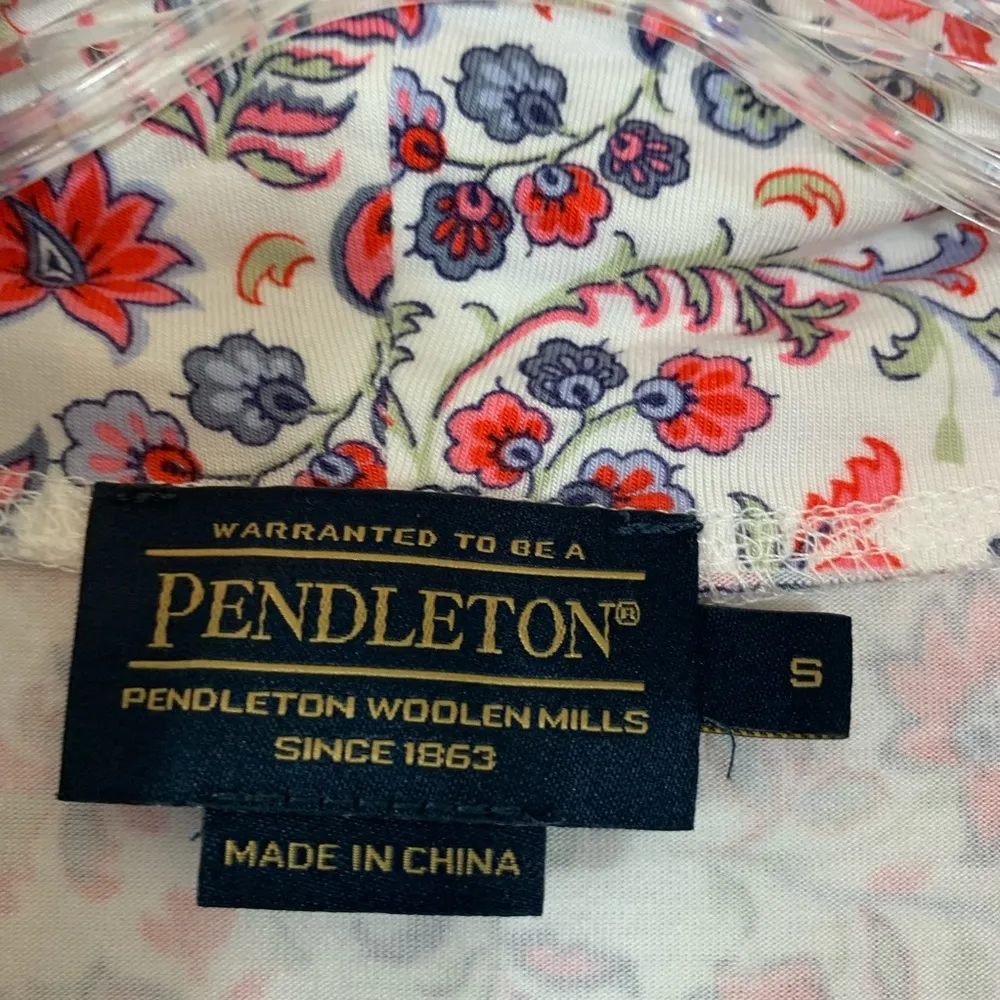 WARRANTED TO BE A
PENDLETON®
PENDLETON WOOLEN MILLS
SINCE 1863
S
MADE IN CHINA